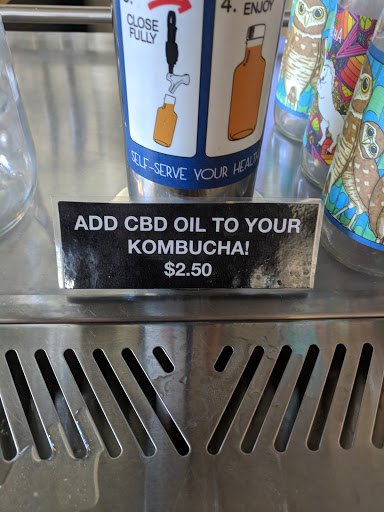 CLOSE
FULLY
4. ENJOY
SELF-SERVE YOUR HEALTH
ADD CBD OIL TO YOUR
KOMBUCHA!
$2.50